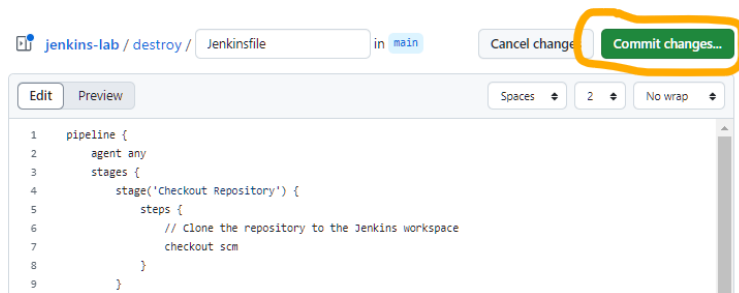 jenkins-lab / destroy / Jenkinsfile in main Cancel change Commit changes...
Edit Preview Spaces 2 No wrap
1 pipeline {
2 agent any
3 stages {
4 stage('Checkout Repository') {
5 steps {
6 // Clone the repository to the Jenkins workspace
7 checkout scm
8 }
9 }